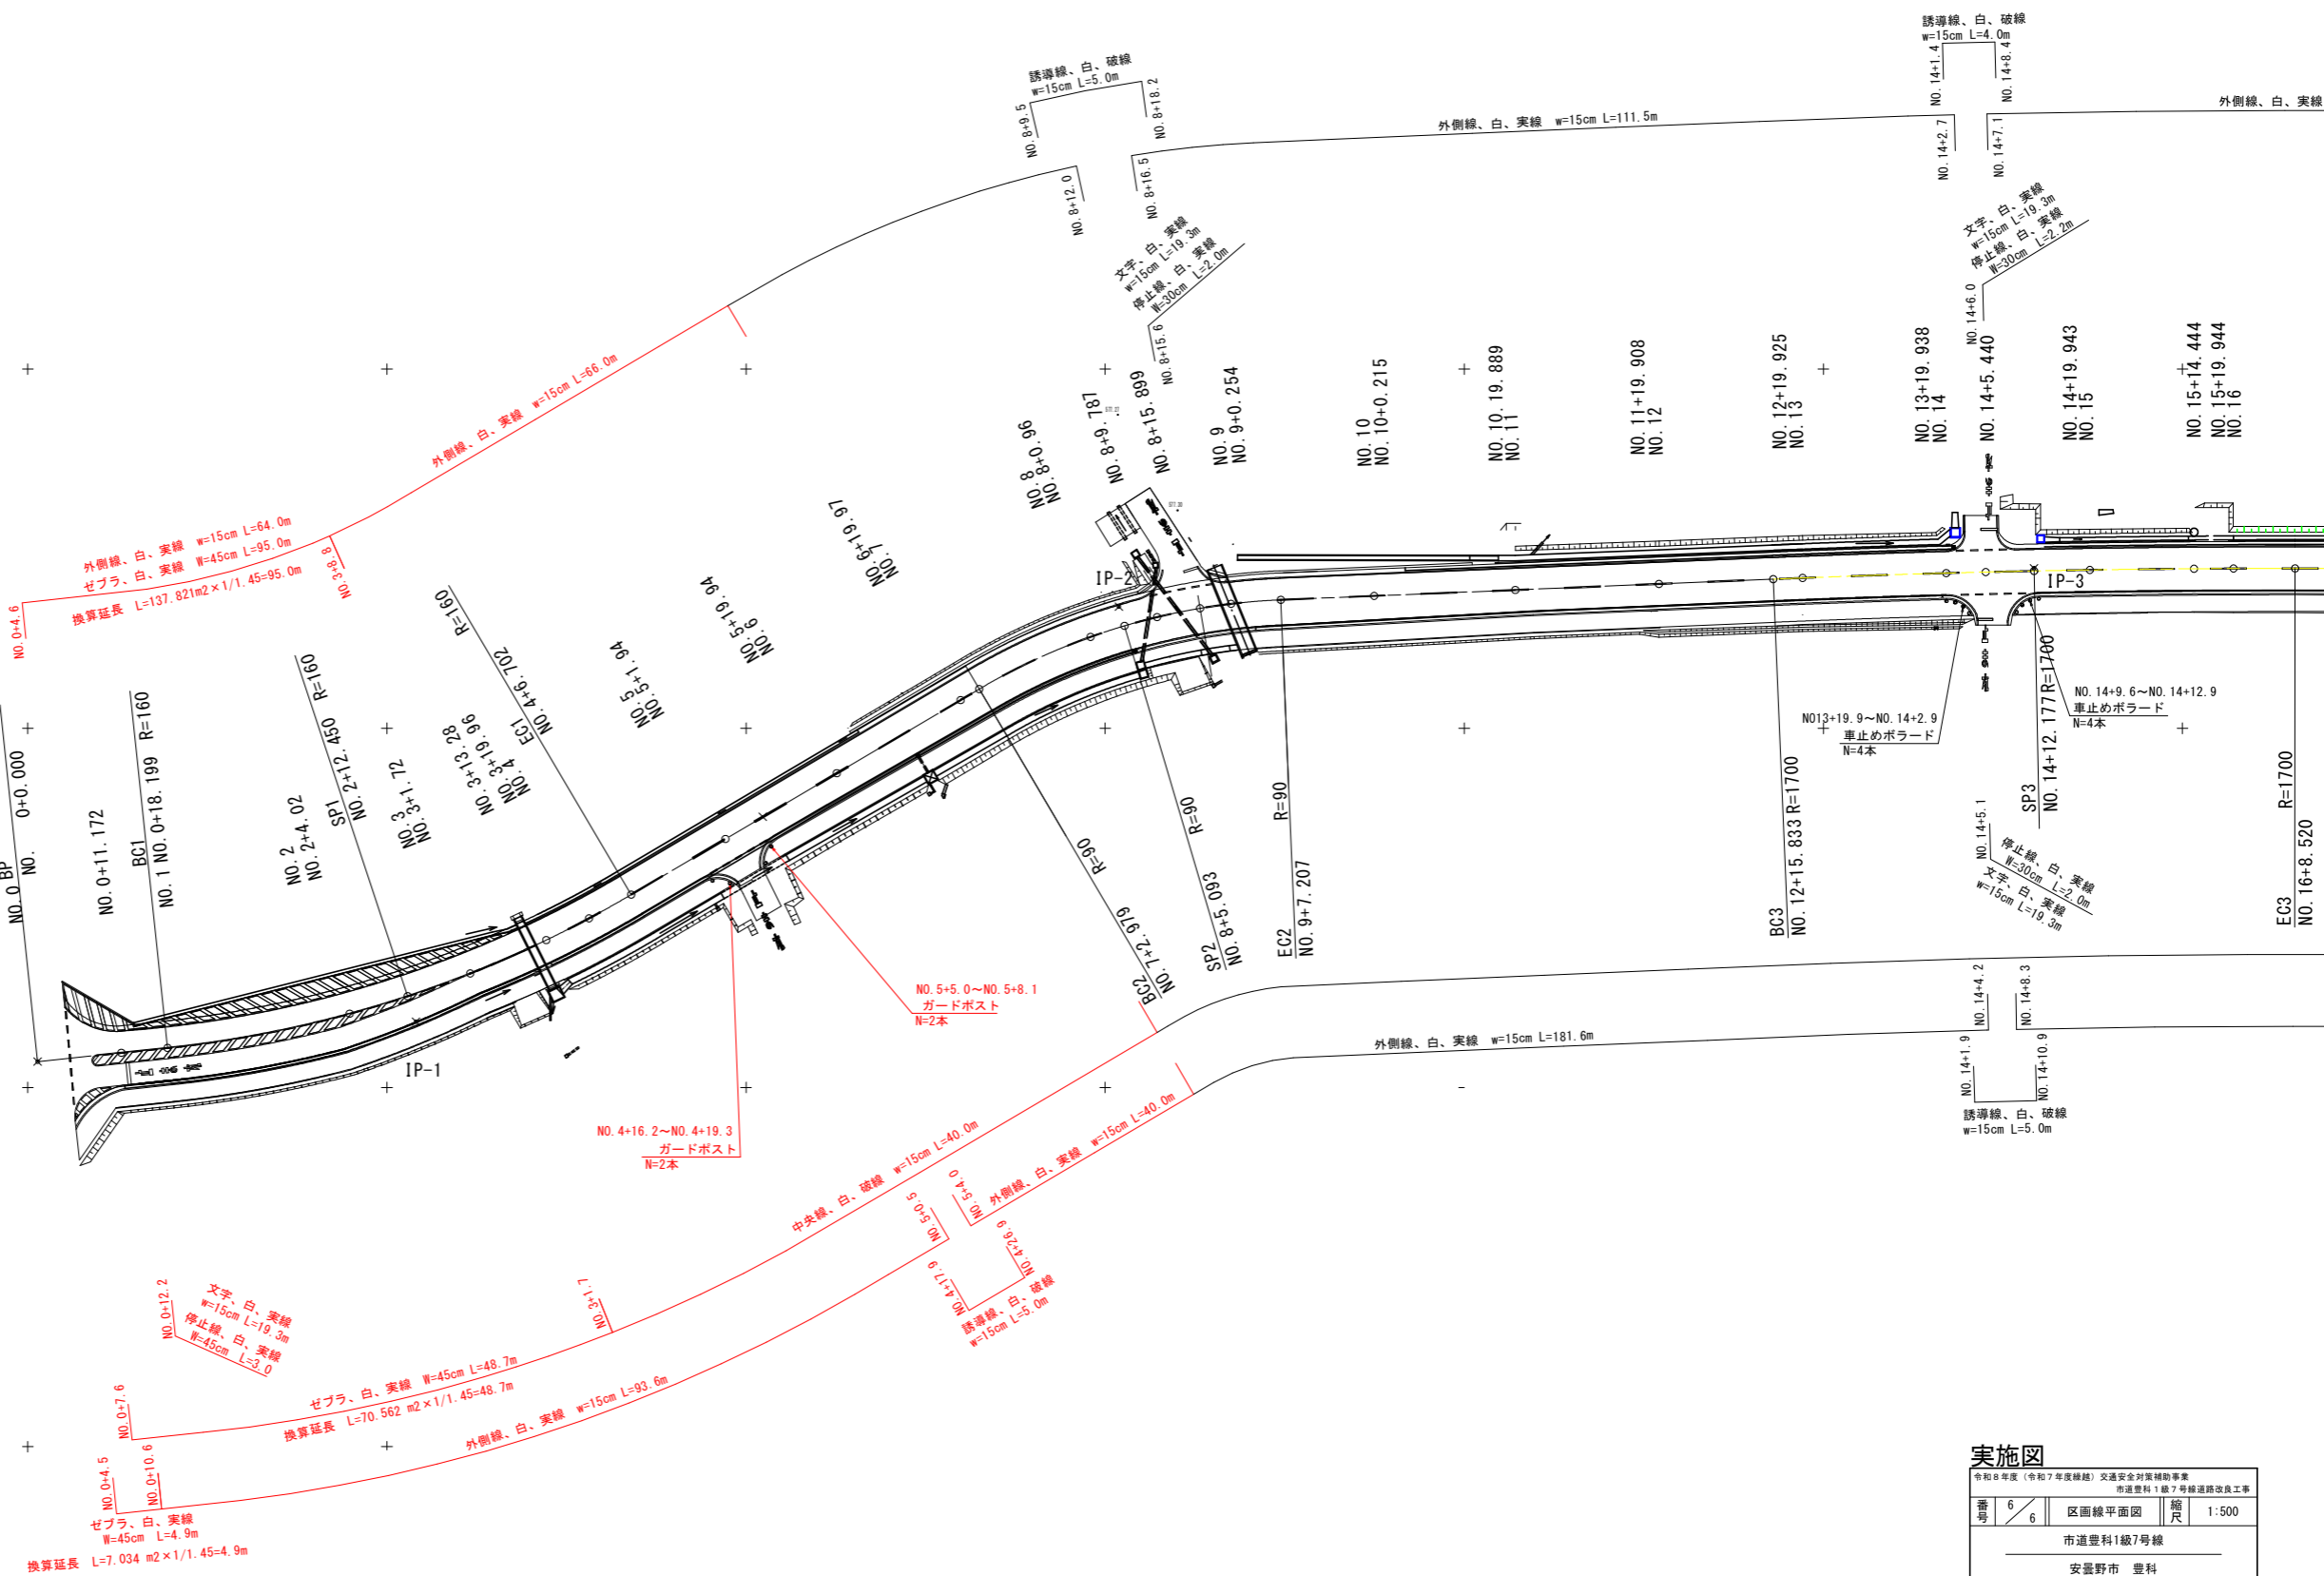 誘導線、白、破線
w=15cm L=5.0m
NO.8+9.5
NO.8+18.2
誘導線、白、破線
w=15cm L=4.0m
NO.14+1.4
NO.14+8.4
外側線、白、実線
外側線、白、実線 w=15cm L=111.5m
NO.8+12.0
NO.8+16.5
NO.14+2.7
NO.14+7.1
文字、白、実線
w=15cm L=19.3m
停止線、白、実線
W=30cm L=2.0m
NO.8+15.6
文字、白、実線
w=15cm L=19.3m
停止線、白、実線
W=30cm L=2.2m
NO.14+6.0
外側線、白、実線 w=15cm L=66.0m
外側線、白、実線 w=15cm L=64.0m
ゼブラ、白、実線 W=45cm L=95.0m
換算延長 L=137.821m2×1/1.45=95.0m
NO.0+4.6
NO.3+8.8
NO.0 BP
NO. 0+0.000
NO.0+11.172
BC1
NO.1 NO.0+18.199 R=160
NO.2
NO.2+4.02
SP1
NO.2+12.450 R=160
NO.3
NO.3+1.72
NO.3+13.28
NO.3+19.96
NO.4
EC1
NO.4+6.702
R=160
NO.5
NO.5+1.94
NO.5+19.94
NO.6
NO.6+19.97
NO.7
NO.8
NO.8+0.96
NO.8+9.787
NO.8+15.899
NO.9
NO.9+0.254
NO.10
NO.10+0.215
NO.10.19.889
NO.11
NO.11+19.908
NO.12
NO.12+19.925
NO.13
NO.13+19.938
NO.14
NO.14+5.440
NO.14+19.943
NO.15
NO.15+14.444
NO.15+19.944
NO.16
IP-2
IP-3
IP-1
R=90
BC2
NO.7+2.979
R=90
SP2
NO.8+5.093
R=90
EC2
NO.9+7.207
BC3
NO.12+15.833 R=1700
NO13+19.9～NO.14+2.9
車止めボラード
N=4本
NO.14+9.6～NO.14+12.9
車止めボラード
N=4本
SP3
NO.14+12.177 R=1700
R=1700
EC3
NO.16+8.520
NO.14+5.1
停止線、白、実線
W=30cm L=2.0m
文字、白、実線
w=15cm L=19.3m
NO.5+5.0～NO.5+8.1
ガードポスト
N=2本
NO.4+16.2～NO.4+19.3
ガードポスト
N=2本
外側線、白、実線 w=15cm L=181.6m
NO.14+4.2
NO.14+8.3
NO.14+1.9
NO.14+10.9
誘導線、白、破線
w=15cm L=5.0m
中央線、白、破線 w=15cm L=40.0m
外側線、白、実線 w=15cm L=40.0m
NO.5+0.5
NO.5+4.0
NO.4+17.9
NO.4+26.9
誘導線、白、破線
w=15cm L=5.0m
NO.0+12.2
文字、白、実線
w=15cm L=19.3m
停止線、白、実線
W=45cm L=3.0
NO.3+1.7
NO.0+7.6
ゼブラ、白、実線 W=45cm L=48.7m
換算延長 L=70.562 m2×1/1.45=48.7m
外側線、白、実線 w=15cm L=93.6m
NO.0+4.5
NO.0+10.6
ゼブラ、白、実線
W=45cm L=4.9m
換算延長 L=7.034 m2×1/1.45=4.9m
実施図
令和8年度（令和7年度繰越）交通安全対策補助事業
市道豊科1級7号線道路改良工事
番号 6/6 区画線平面図 縮尺 1:500
市道豊科1級7号線
安曇野市 豊科